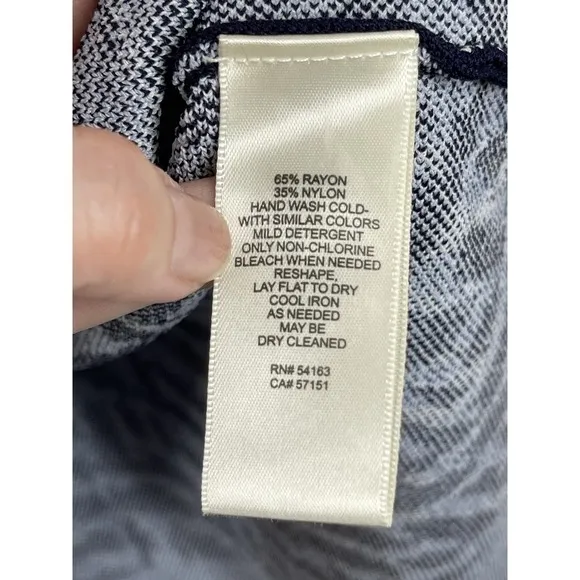 65% RAYON
35% NYLON
HAND WASH COLD-
WITH SIMILAR COLORS
MILD DETERGENT
ONLY NON-CHLORINE
BLEACH WHEN NEEDED
RESHAPE,
LAY FLAT TO DRY
COOL IRON
AS NEEDED
MAY BE
DRY CLEANED
RN# 54163
CA# 57151